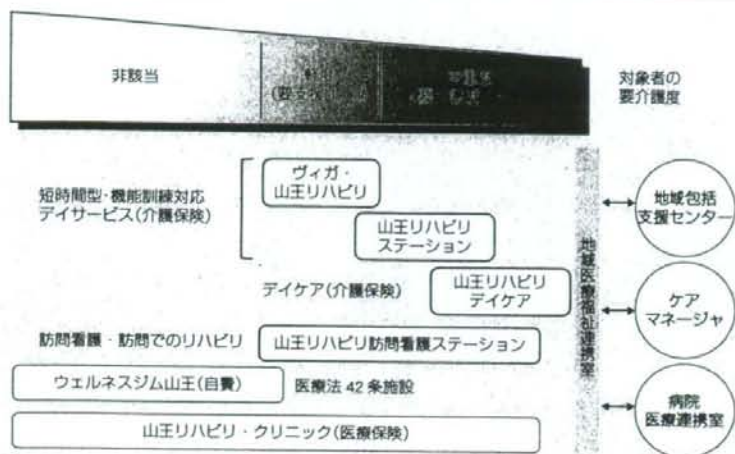 非該当
対象者の
要介護度
短時間型・機能訓練対応
デイサービス(介護保険)
ヴィガ・
山王リハビリ
山王リハビリ
ステーション
デイケア(介護保険)
山王リハビリ
デイケア
訪問看護・訪問でのリハビリ
山王リハビリ訪問看護ステーション
ウェルネスジム山王(自費)
医療法 42 条施設
山王リハビリ・クリニック(医療保険)
地域医療福祉連携室
地域包括
支援センター
ケア
マネージャ
病院
医療連携室